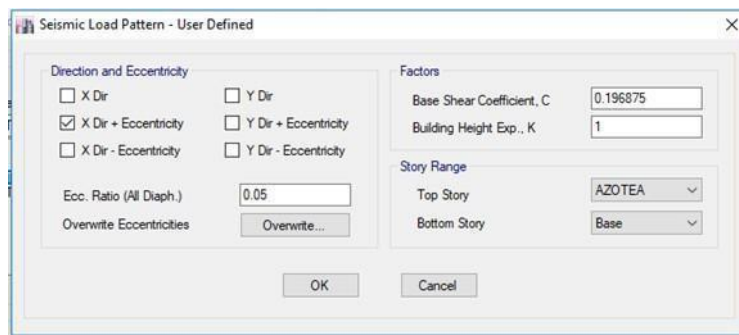 Seismic Load Pattern - User Defined
Direction and Eccentricity
X Dir
Y Dir
X Dir + Eccentricity
Y Dir + Eccentricity
X Dir - Eccentricity
Y Dir - Eccentricity
Ecc. Ratio (All Diaph.)
0.05
Overwrite Eccentricities
Overwrite...
Factors
Base Shear Coefficient, C
0.196875
Building Height Exp., K
1
Story Range
Top Story
AZOTEA
Bottom Story
Base
OK
Cancel